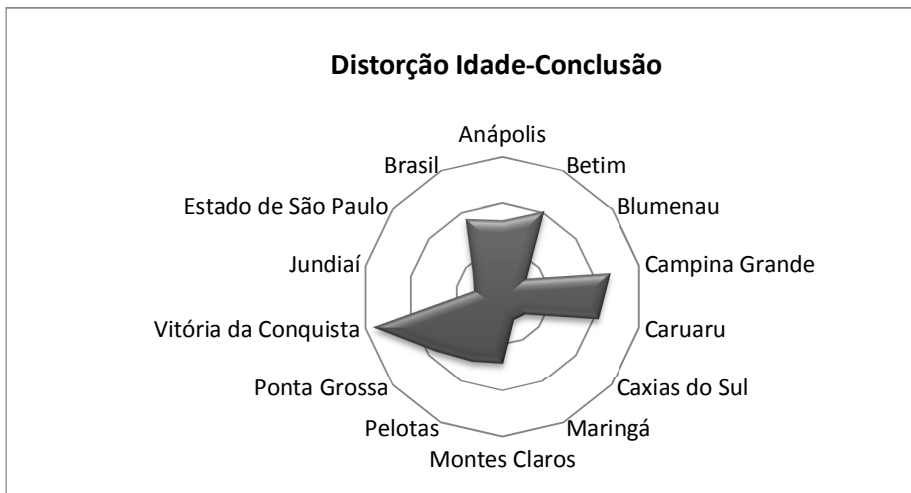 Distorção Idade-Conclusão
Anápolis
Brasil
Betim
Estado de São Paulo
Blumenau
Jundiaí
Campina Grande
Vitória da Conquista
Caruaru
Ponta Grossa
Caxias do Sul
Pelotas
Maringá
Montes Claros